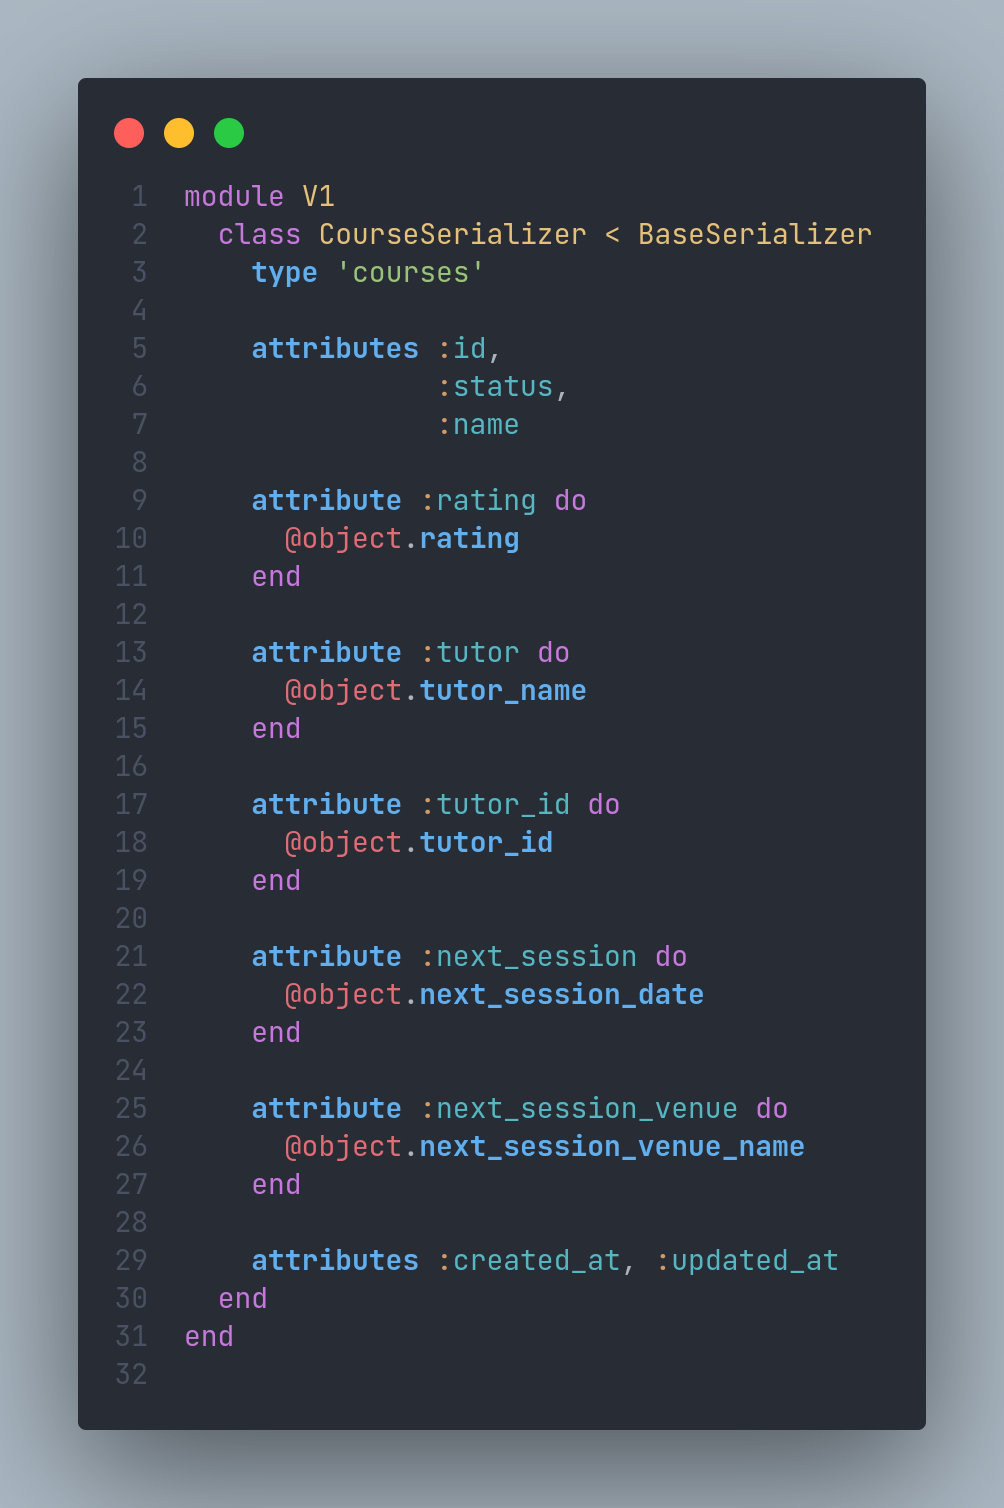 1 module V1
2   class CourseSerializer < BaseSerializer
3     type 'courses'
4
5     attributes :id,
6                :status,
7                :name
8
9     attribute :rating do
10       @object.rating
11     end
12
13     attribute :tutor do
14       @object.tutor_name
15     end
16
17     attribute :tutor_id do
18       @object.tutor_id
19     end
20
21     attribute :next_session do
22       @object.next_session_date
23     end
24
25     attribute :next_session_venue do
26       @object.next_session_venue_name
27     end
28
29     attributes :created_at, :updated_at
30   end
31 end
32